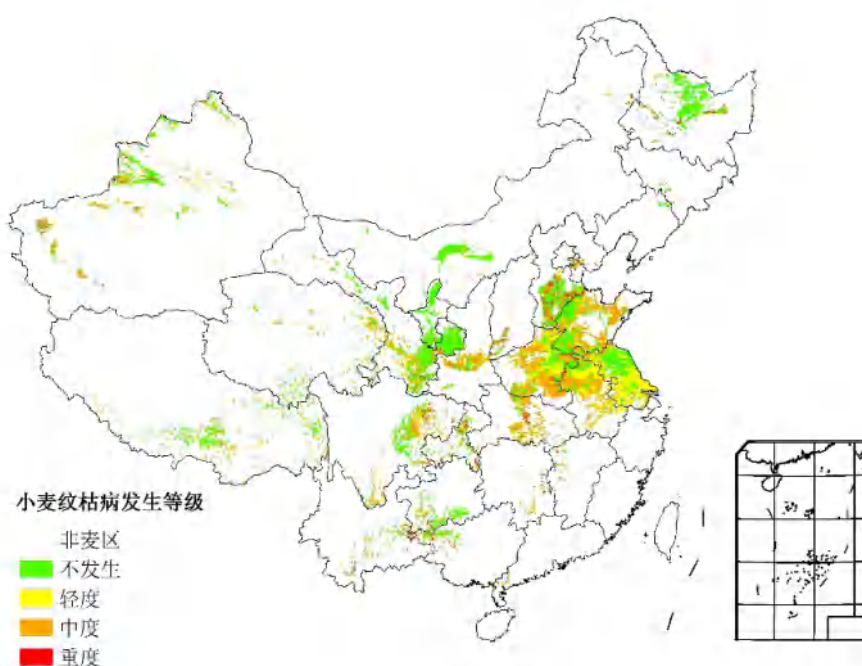 小麦纹枯病发生等级
非麦区
不发生
轻度
中度
重度